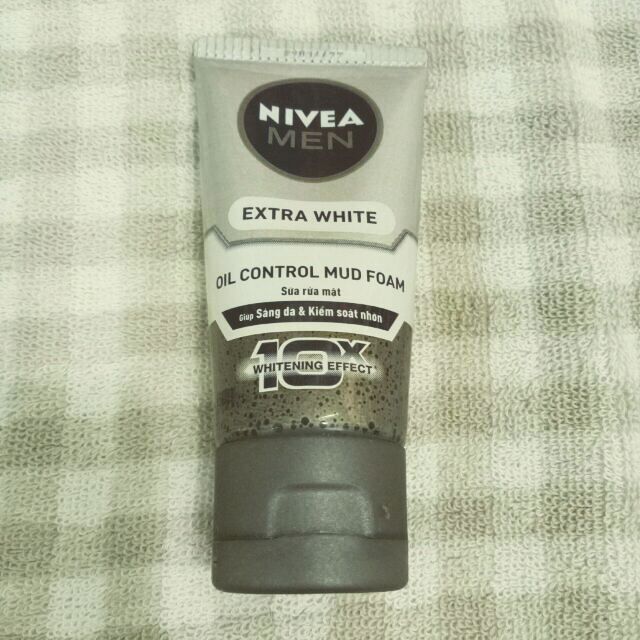 NIVEA
MEN
EXTRA WHITE
OIL CONTROL MUD FOAM
Sữa rửa mặt
Giúp Sáng da & Kiểm soát nhờn
10X
WHITENING EFFECT*